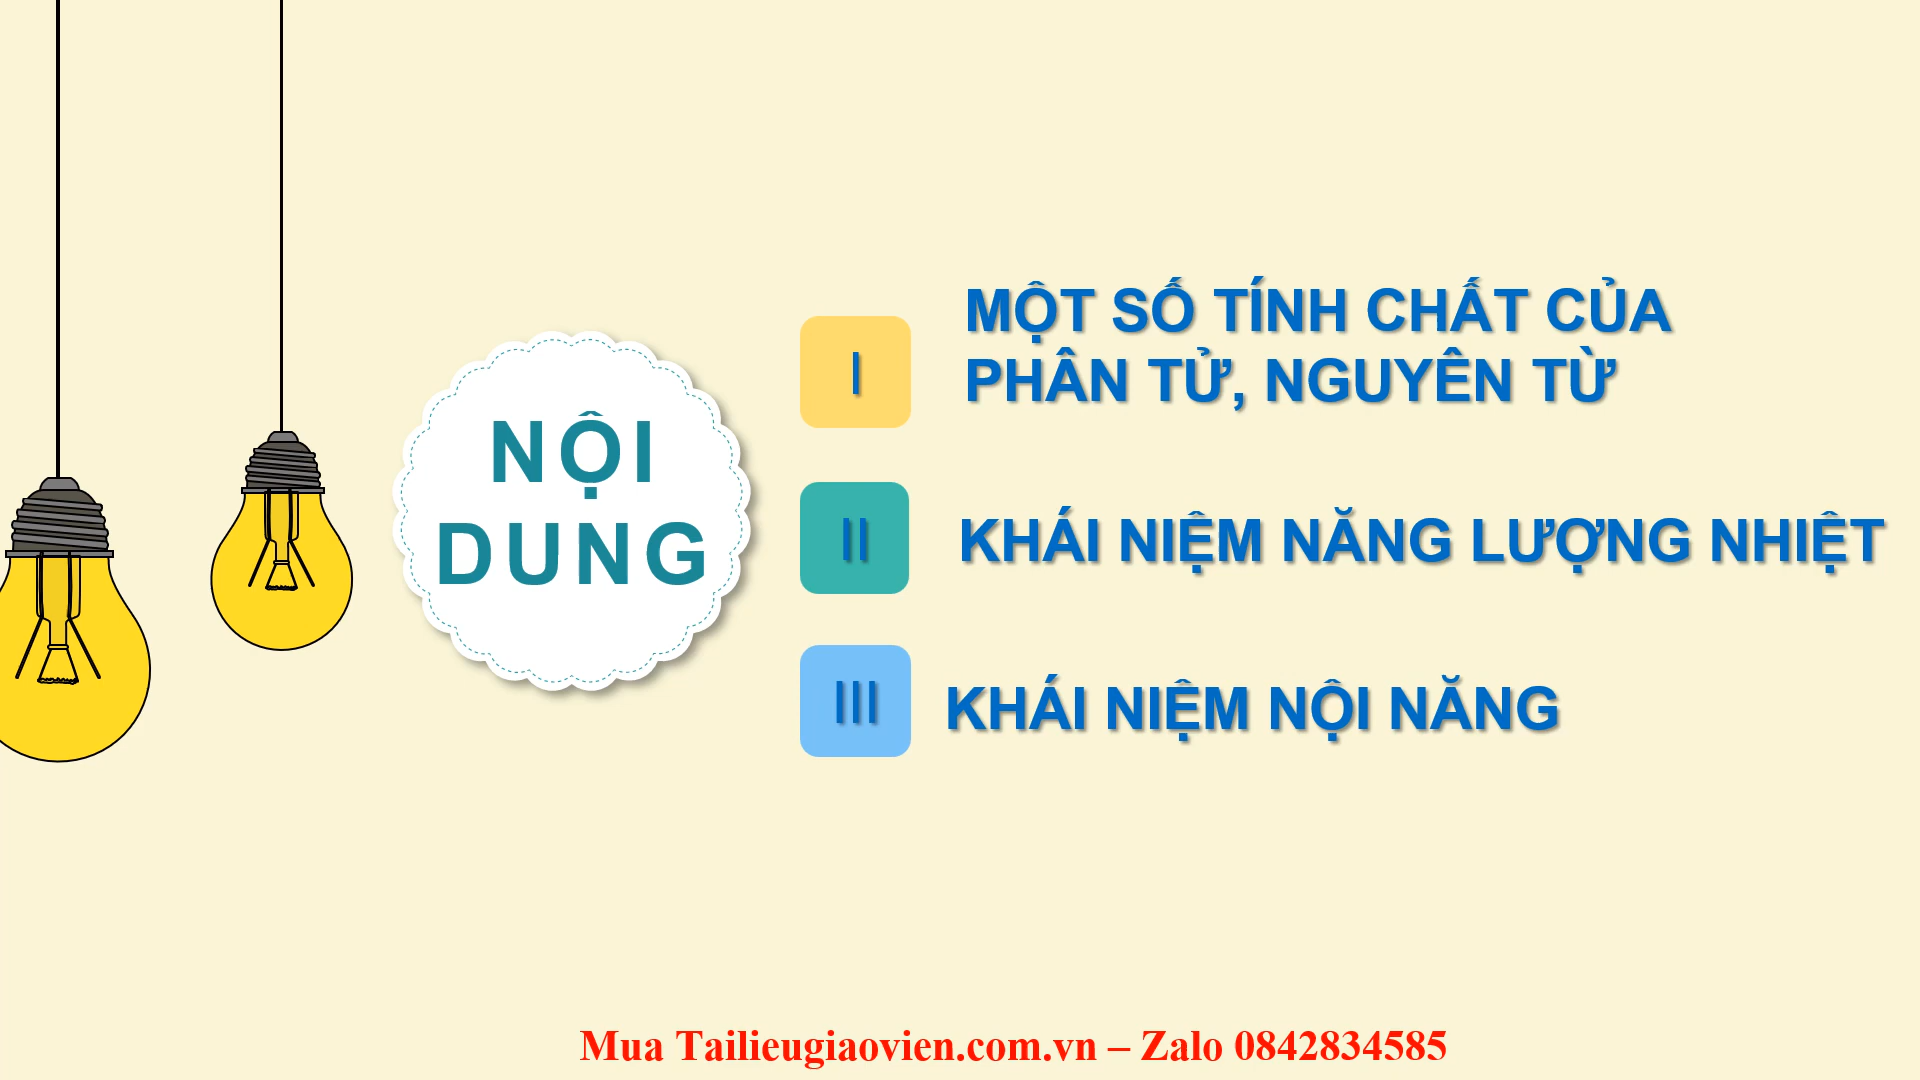 NỘI
DUNG
I
MỘT SỐ TÍNH CHẤT CỦA
PHÂN TỬ, NGUYÊN TỪ
II
KHÁI NIỆM NĂNG LƯỢNG NHIỆT
III
KHÁI NIỆM NỘI NĂNG
Mua Tailieugiaovien.com.vn – Zalo 0842834585